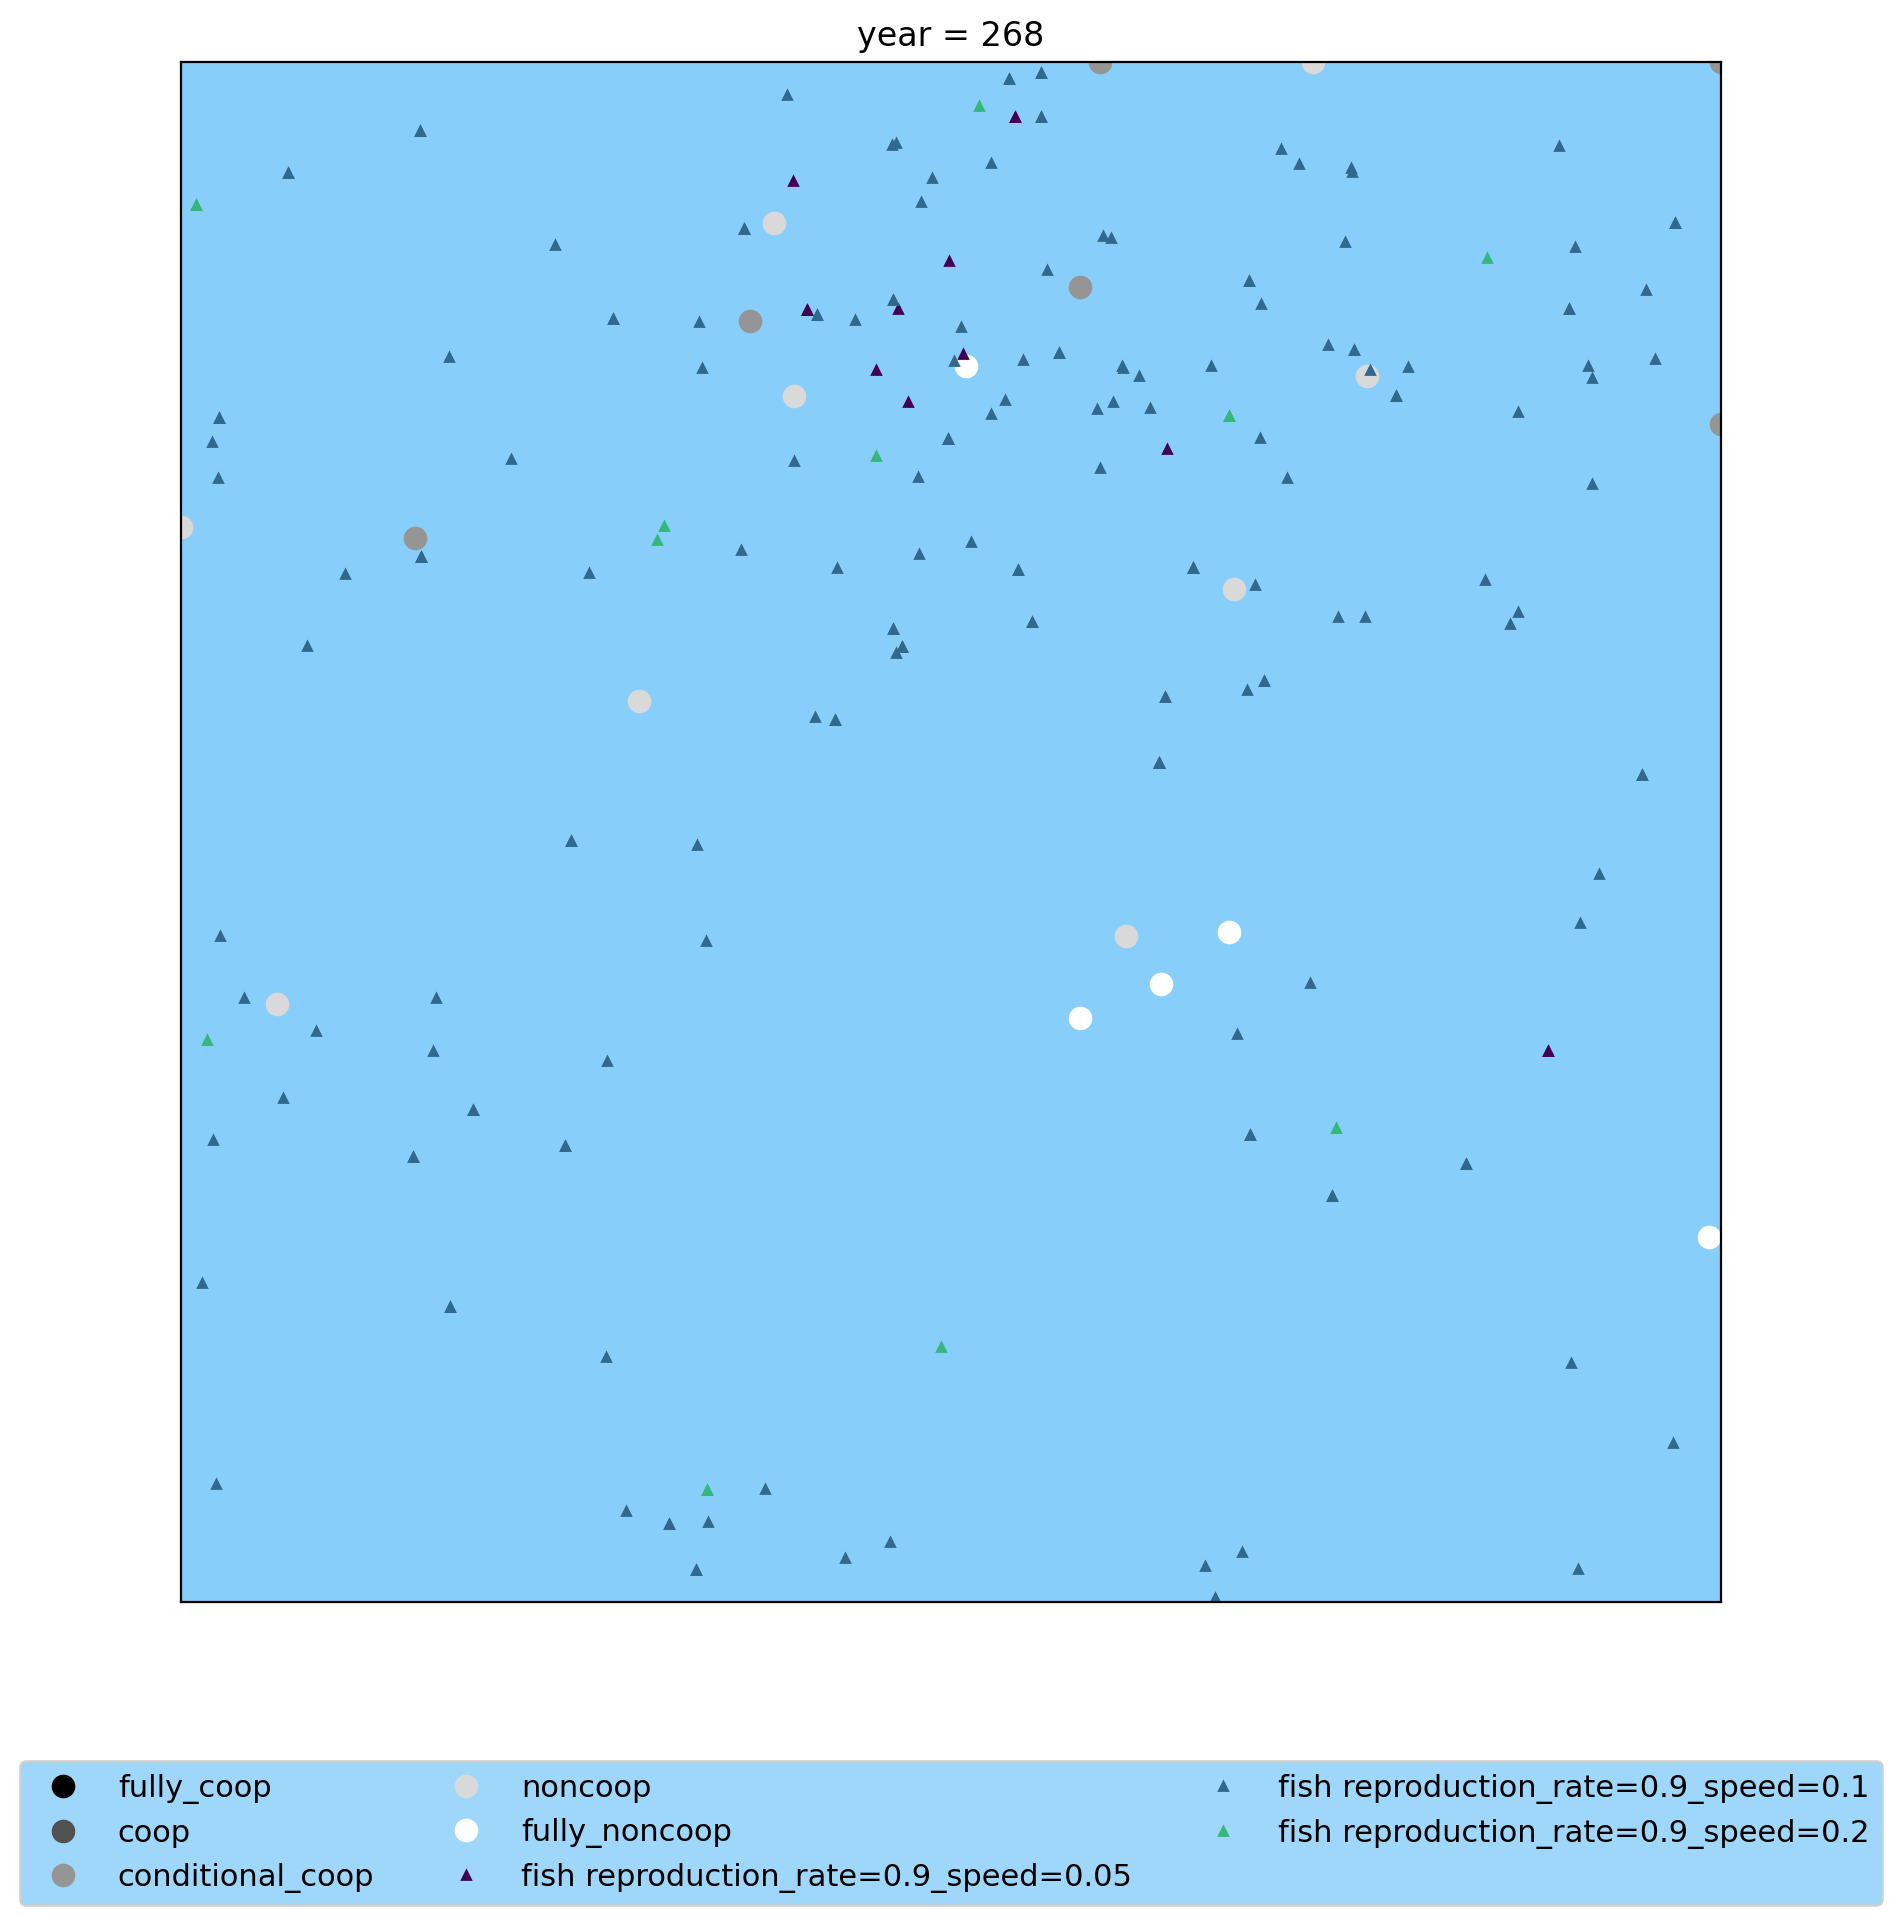 year = 268
fully_coop
coop
conditional_coop
noncoop
fully_noncoop
fish reproduction_rate=0.9_speed=0.05
fish reproduction_rate=0.9_speed=0.1
fish reproduction_rate=0.9_speed=0.2